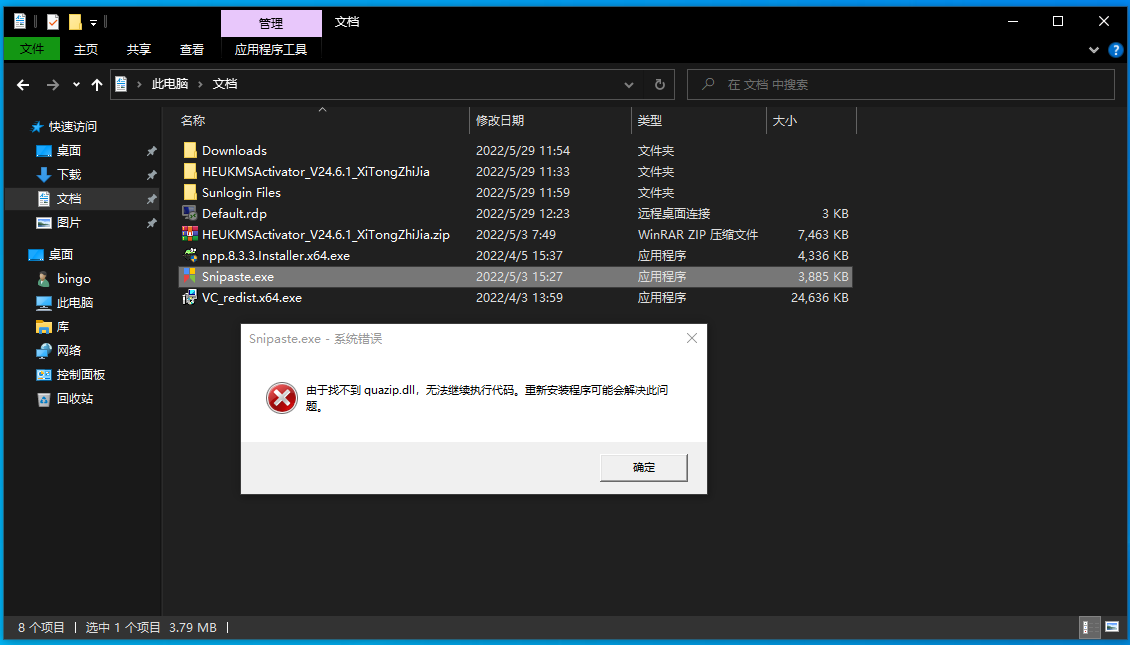 管理
文档
文件
主页
共享
查看
应用程序工具
此电脑 › 文档
在 文档 中搜索
名称 修改日期 类型 大小
快速访问
桌面
下载
文档
图片
桌面
bingo
此电脑
库
网络
控制面板
回收站
Downloads 2022/5/29 11:54 文件夹
HEUKMSActivator_V24.6.1_XiTongZhiJia 2022/5/29 11:33 文件夹
Sunlogin Files 2022/5/29 11:59 文件夹
Default.rdp 2022/5/29 12:23 远程桌面连接 3 KB
HEUKMSActivator_V24.6.1_XiTongZhiJia.zip 2022/5/3 7:49 WinRAR ZIP 压缩文件 7,463 KB
npp.8.3.3.Installer.x64.exe 2022/4/5 15:37 应用程序 4,336 KB
Snipaste.exe 2022/5/3 15:27 应用程序 3,885 KB
VC_redist.x64.exe 2022/4/3 13:59 应用程序 24,636 KB
Snipaste.exe - 系统错误
由于找不到 quazip.dll，无法继续执行代码。重新安装程序可能会解决此问
题。
确定
8 个项目 | 选中 1 个项目 3.79 MB |